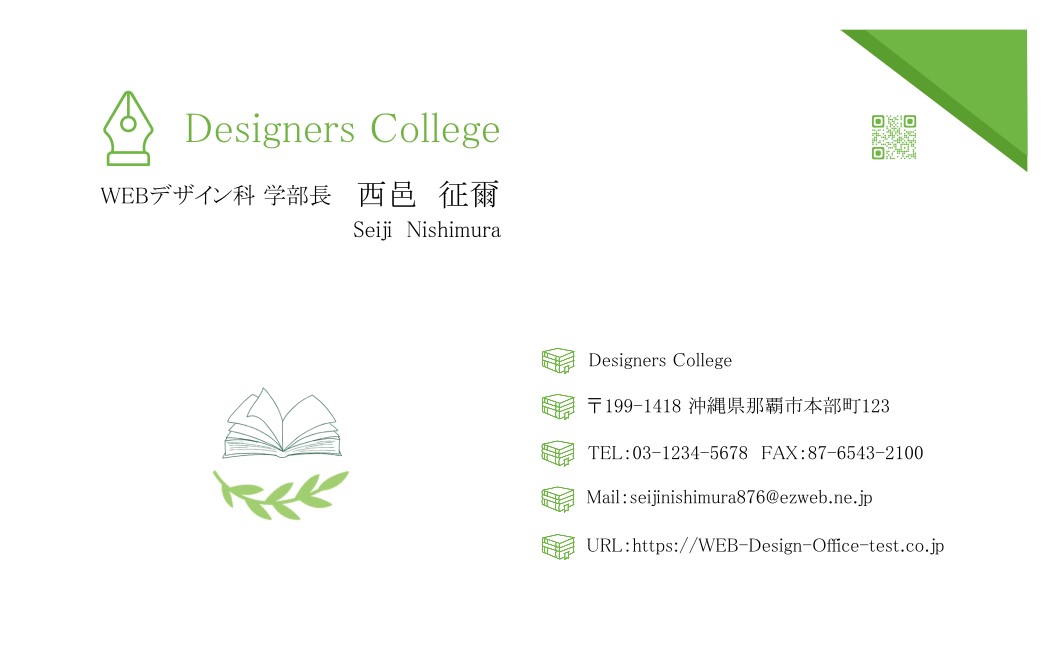 Designers College
WEBデザイン科 学部長 西邑 征爾
Seiji Nishimura
Designers College
〒199-1418 沖縄県那覇市本部町123
TEL:03-1234-5678 FAX:87-6543-2100
Mail:seijinishimura876@ezweb.ne.jp
URL:https://WEB-Design-Office-test.co.jp